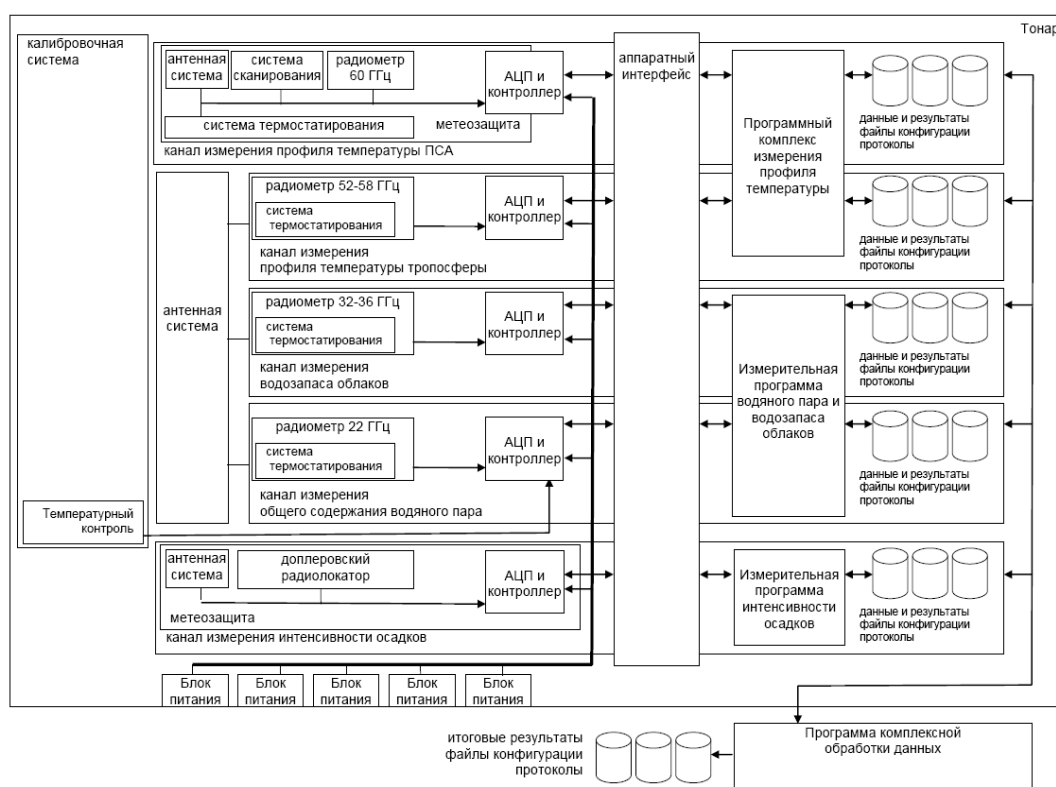 Тонар
калибровочная
система
антенная
система
система
сканирования
радиометр
60 ГГц
АЦП и
контроллер
система термостатирования
метеозащита
канал измерения профиля температуры ПСА
аппаратный
интерфейс
Программный
комплекс
измерения
профиля
температуры
данные и результаты
файлы конфигурации
протоколы
антенная
система
радиометр 52-58 ГГц
система
термостатирования
АЦП и
контроллер
канал измерения
профиля температуры тропосферы
данные и результаты
файлы конфигурации
протоколы
радиометр 32-36 ГГц
система
термостатирования
АЦП и
контроллер
канал измерения
водозапаса облаков
Измерительная
программа
водяного пара и
водозапаса
облаков
данные и результаты
файлы конфигурации
протоколы
радиометр 22 ГГц
система
термостатирования
АЦП и
контроллер
канал измерения
общего содержания водяного пара
данные и результаты
файлы конфигурации
протоколы
Температурный
контроль
антенная
система
доплеровский
радиолокатор
АЦП и
контроллер
метеозащита
канал измерения интенсивности осадков
Измерительная
программа
интенсивности
осадков
данные и результаты
файлы конфигурации
протоколы
Блок
питания
Блок
питания
Блок
питания
Блок
питания
Блок
питания
итоговые результаты
файлы конфигурации
протоколы
Программа комплексной
обработки данных